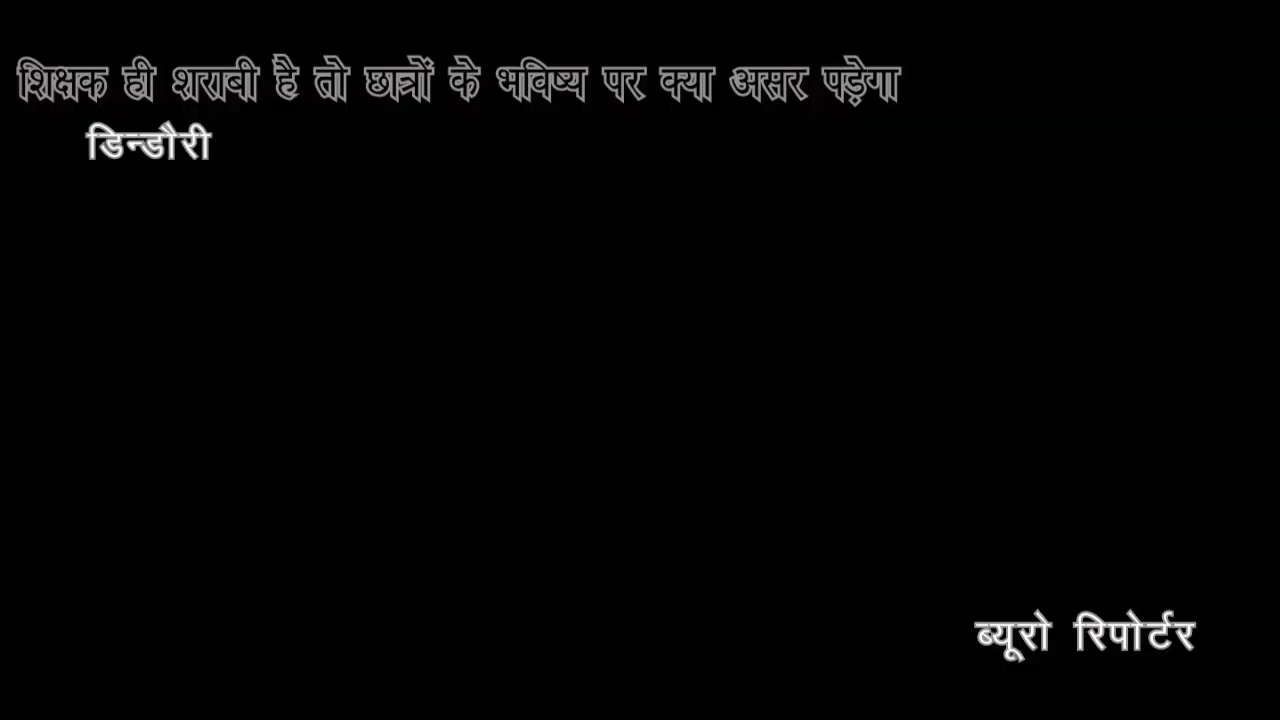 शिक्षक ही शराबी है तो छात्रों के भविष्य पर क्या असर पड़ेगा
डिन्डौरी
ब्यूरो रिपोर्टर